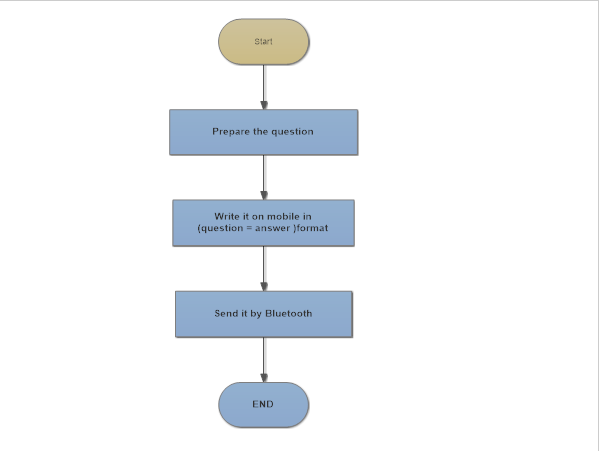 Start
Prepare the question
Write it on mobile in
(question = answer )format
Send it by Bluetooth
END